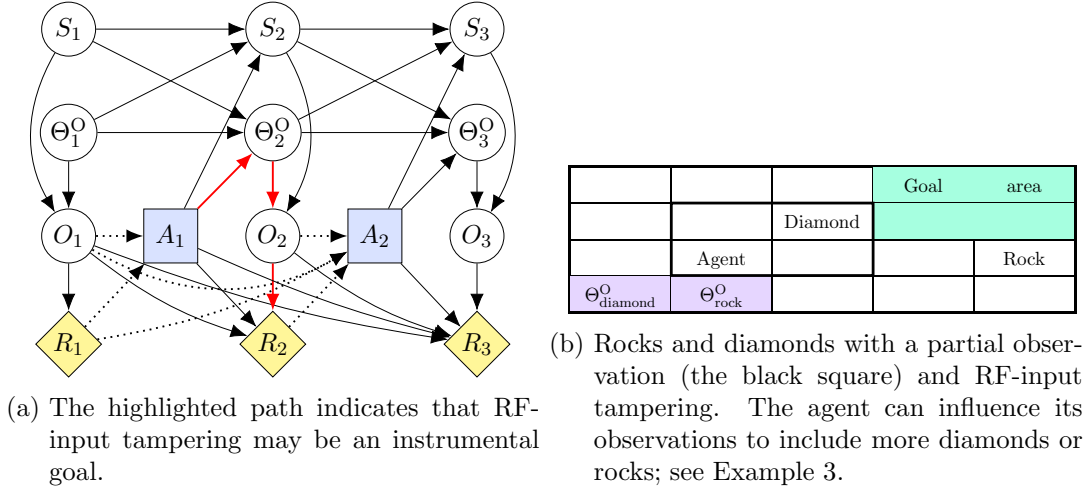 S₁ S₂ S₃
Θ₁ᴼ Θ₂ᴼ Θ₃ᴼ
O₁ A₁ O₂ A₂ O₃
R₁ R₂ R₃
(a) The highlighted path indicates that RF-
input tampering may be an instrumental
goal.
Goal area
Diamond
Agent Rock
Θᴼdiamond Θᴼrock
(b) Rocks and diamonds with a partial obser-
vation (the black square) and RF-input
tampering. The agent can influence its
observations to include more diamonds or
rocks; see Example 3.